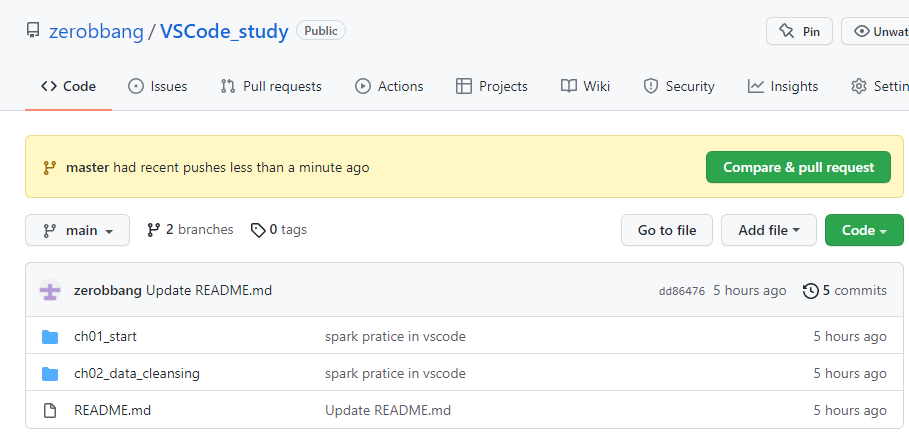 zerobbang / VSCode_study Public Pin Unwat
Code Issues Pull requests Actions Projects Wiki Security Insights Settin
master had recent pushes less than a minute ago Compare & pull request
main 2 branches 0 tags Go to file Add file Code
zerobbang Update README.md dd86476 5 hours ago 5 commits
ch01_start spark pratice in vscode 5 hours ago
ch02_data_cleansing spark pratice in vscode 5 hours ago
README.md Update README.md 5 hours ago